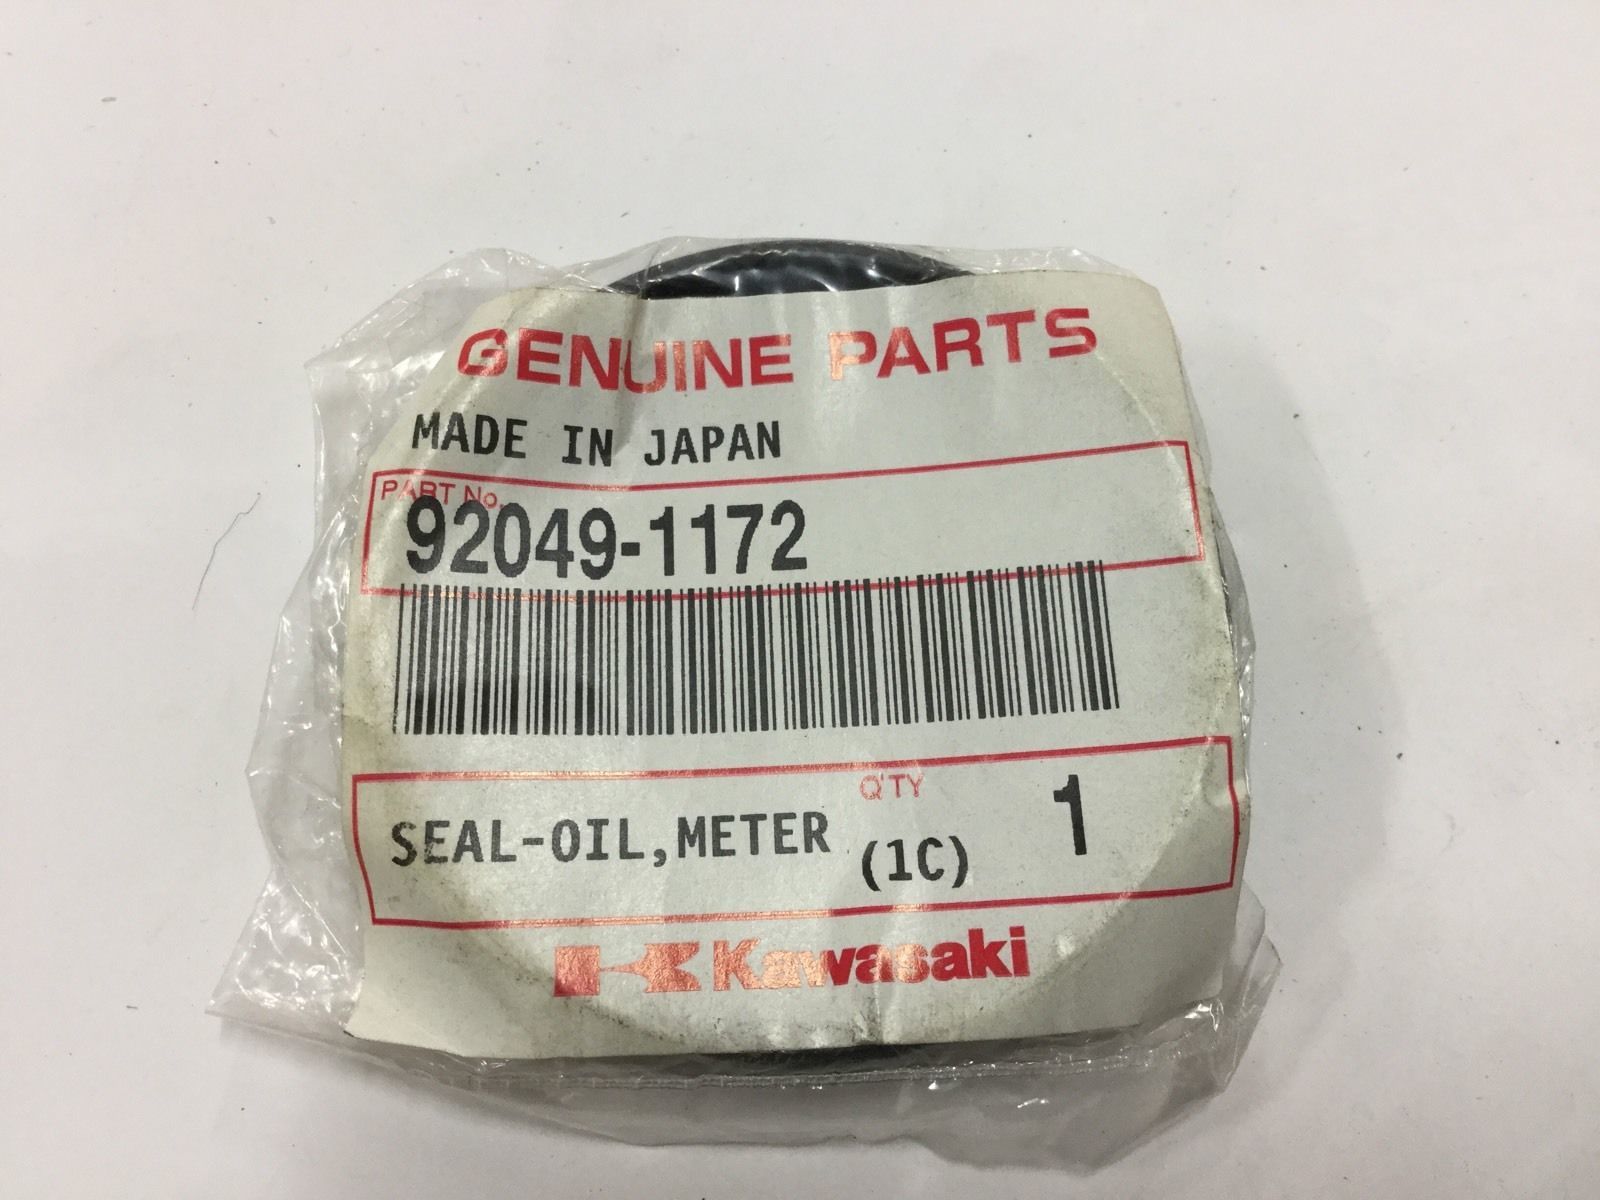 GENUINE PARTS
MADE IN JAPAN
PART No.
92049-1172
Q'TY
SEAL-OIL,METER (1C) 1
Kawasaki